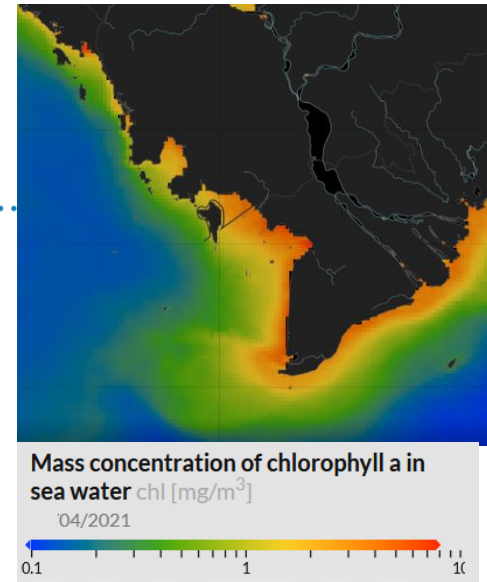 Mass concentration of chlorophyll a in
sea water chl [mg/m³]
04/2021
0.1 1